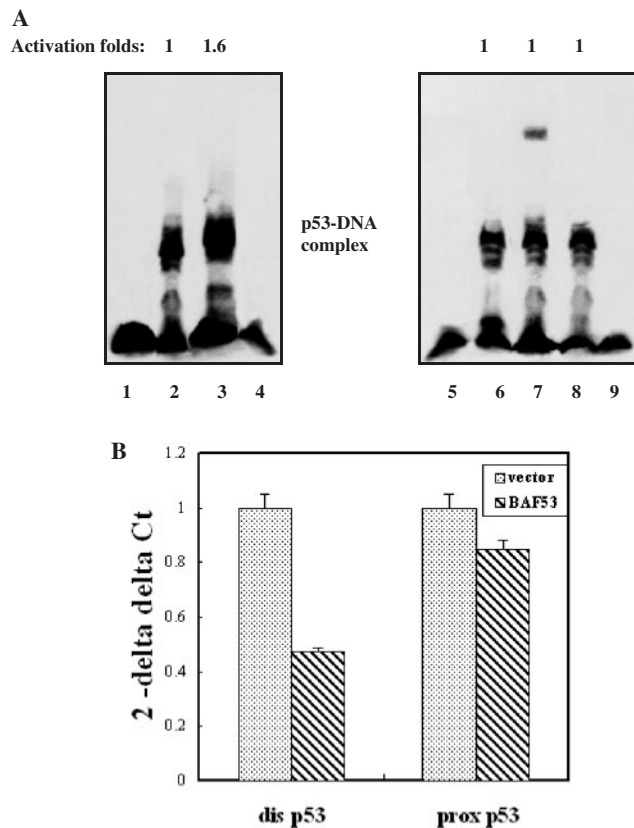 A
Activation folds: 1 1.6 1 1 1
p53-DNA
complex
1 2 3 4 5 6 7 8 9
B
1.2
1
0.8
0.6
0.4
0.2
0
2 -delta delta Ct
vector
BAF53
dis p53 prox p53